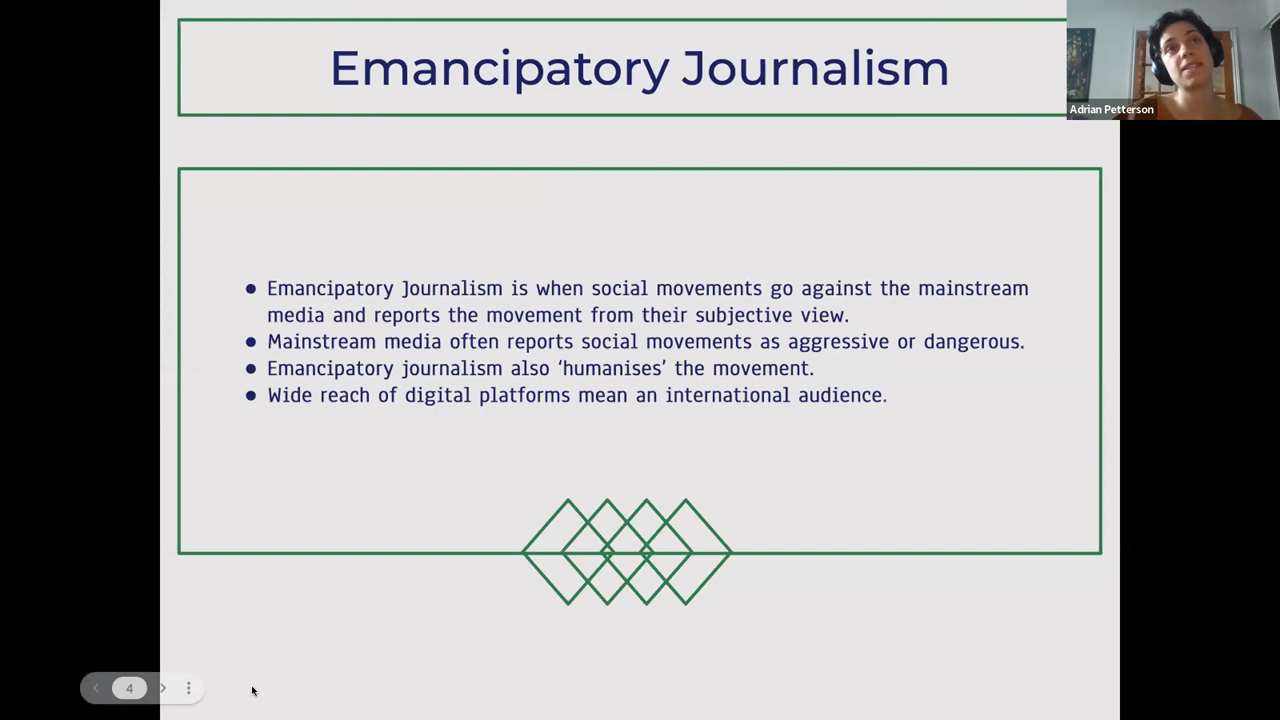 Emancipatory Journalism
Adrian Petterson
● Emancipatory Journalism is when social movements go against the mainstream
media and reports the movement from their subjective view.
● Mainstream media often reports social movements as aggressive or dangerous.
● Emancipatory journalism also ‘humanises’ the movement.
● Wide reach of digital platforms mean an international audience.
4